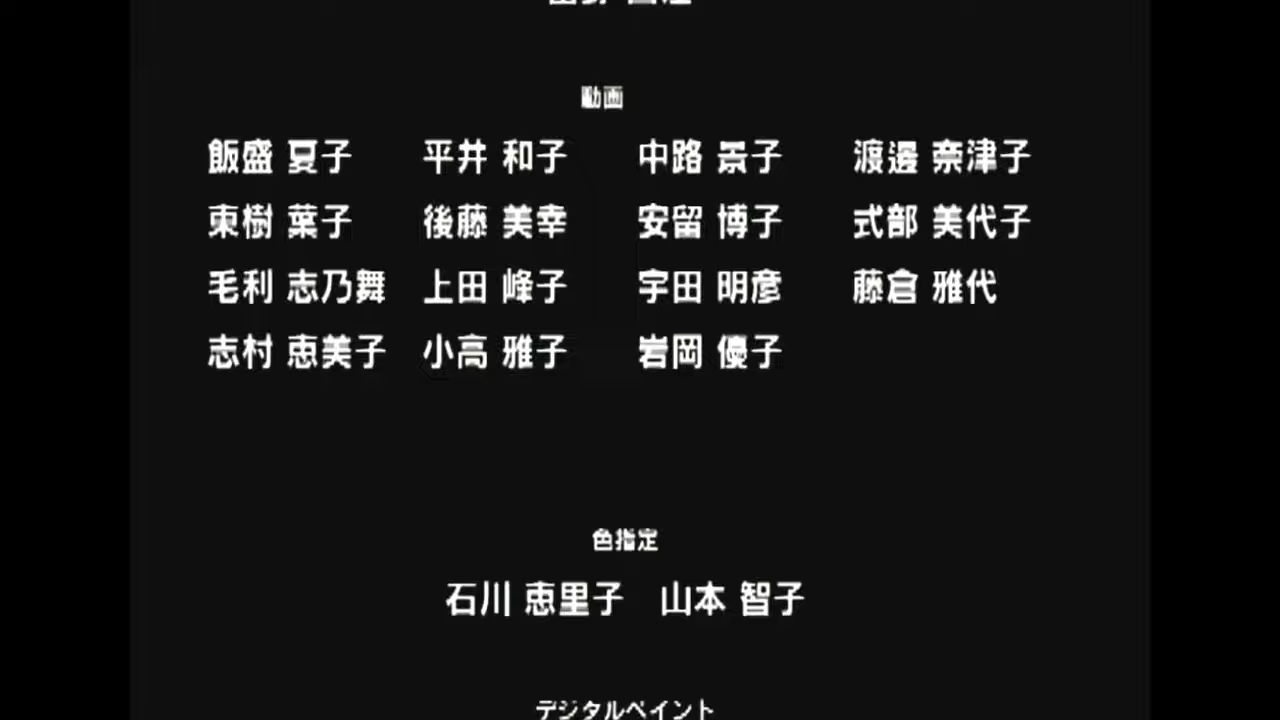 動画
飯盛 夏子 平井 和子 中路 景子 渡邊 奈津子
東樹 葉子 後藤 美幸 安留 博子 式部 美代子
毛利 志乃舞 上田 峰子 宇田 明彦 藤倉 雅代
志村 恵美子 小高 雅子 岩岡 優子
色指定
石川 恵里子 山本 智子
デジタルペイント